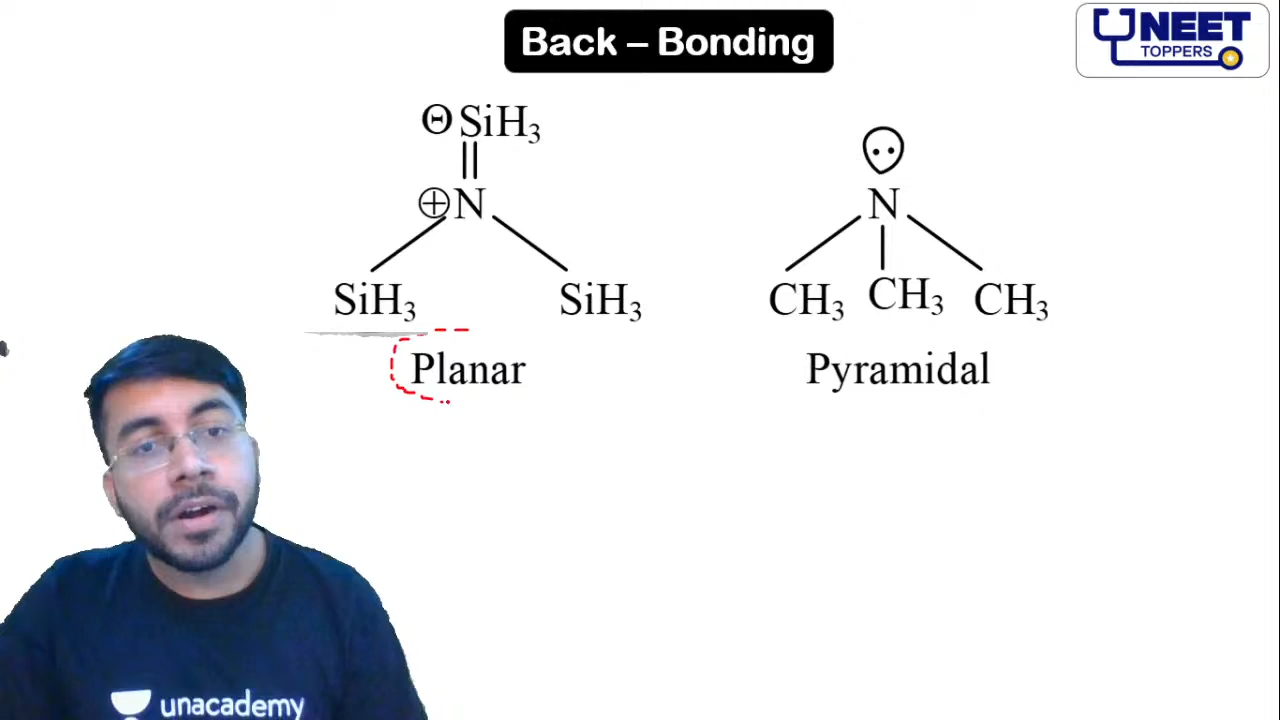 Back – Bonding
NEET
TOPPERS
⊖SiH₃
⊕N
SiH₃ SiH₃
Planar
N
CH₃ CH₃ CH₃
Pyramidal
unacademy